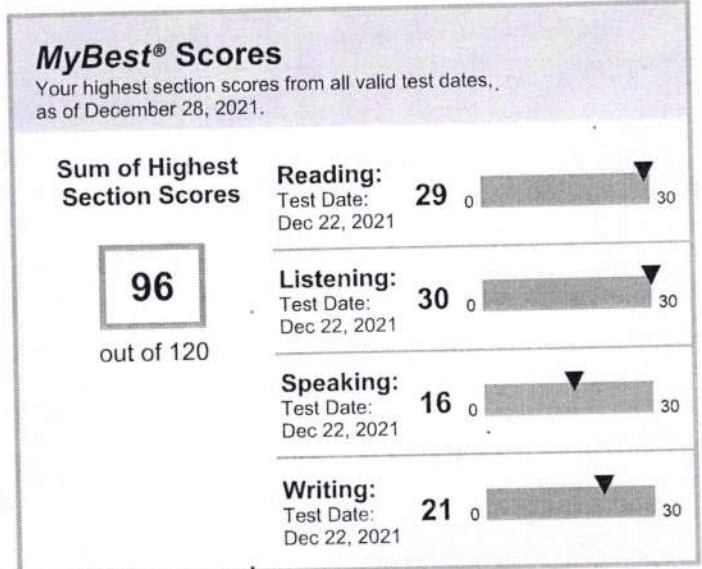 MyBest® Scores
Your highest section scores from all valid test dates,
as of December 28, 2021.
Sum of Highest
Section Scores
96
out of 120
Reading:
Test Date:
Dec 22, 2021
29
0
30
Listening:
Test Date:
Dec 22, 2021
30
0
30
Speaking:
Test Date:
Dec 22, 2021
16
0
30
Writing:
Test Date:
Dec 22, 2021
21
0
30